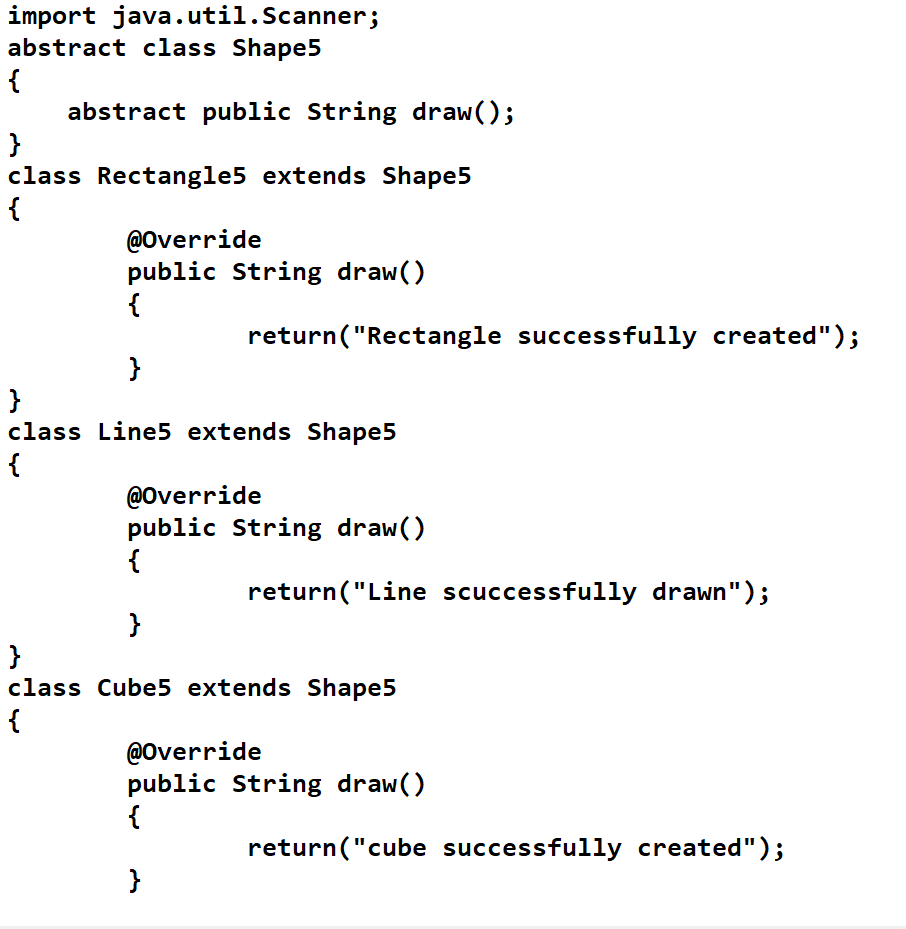 import java.util.Scanner;
abstract class Shape5
{
    abstract public String draw();
}
class Rectangle5 extends Shape5
{
        @Override
        public String draw()
        {
                return("Rectangle successfully created");
        }
}
class Line5 extends Shape5
{
        @Override
        public String draw()
        {
                return("Line scuccessfully drawn");
        }
}
class Cube5 extends Shape5
{
        @Override
        public String draw()
        {
                return("cube successfully created");
        }